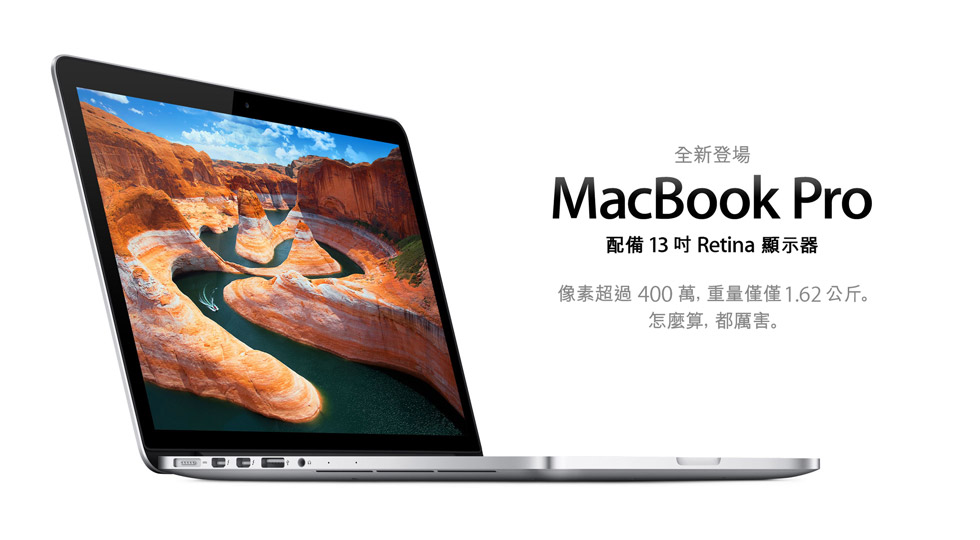 全新登場
MacBook Pro
配備 13 吋 Retina 顯示器
像素超過 400 萬, 重量僅僅 1.62 公斤。
怎麼算, 都厲害。